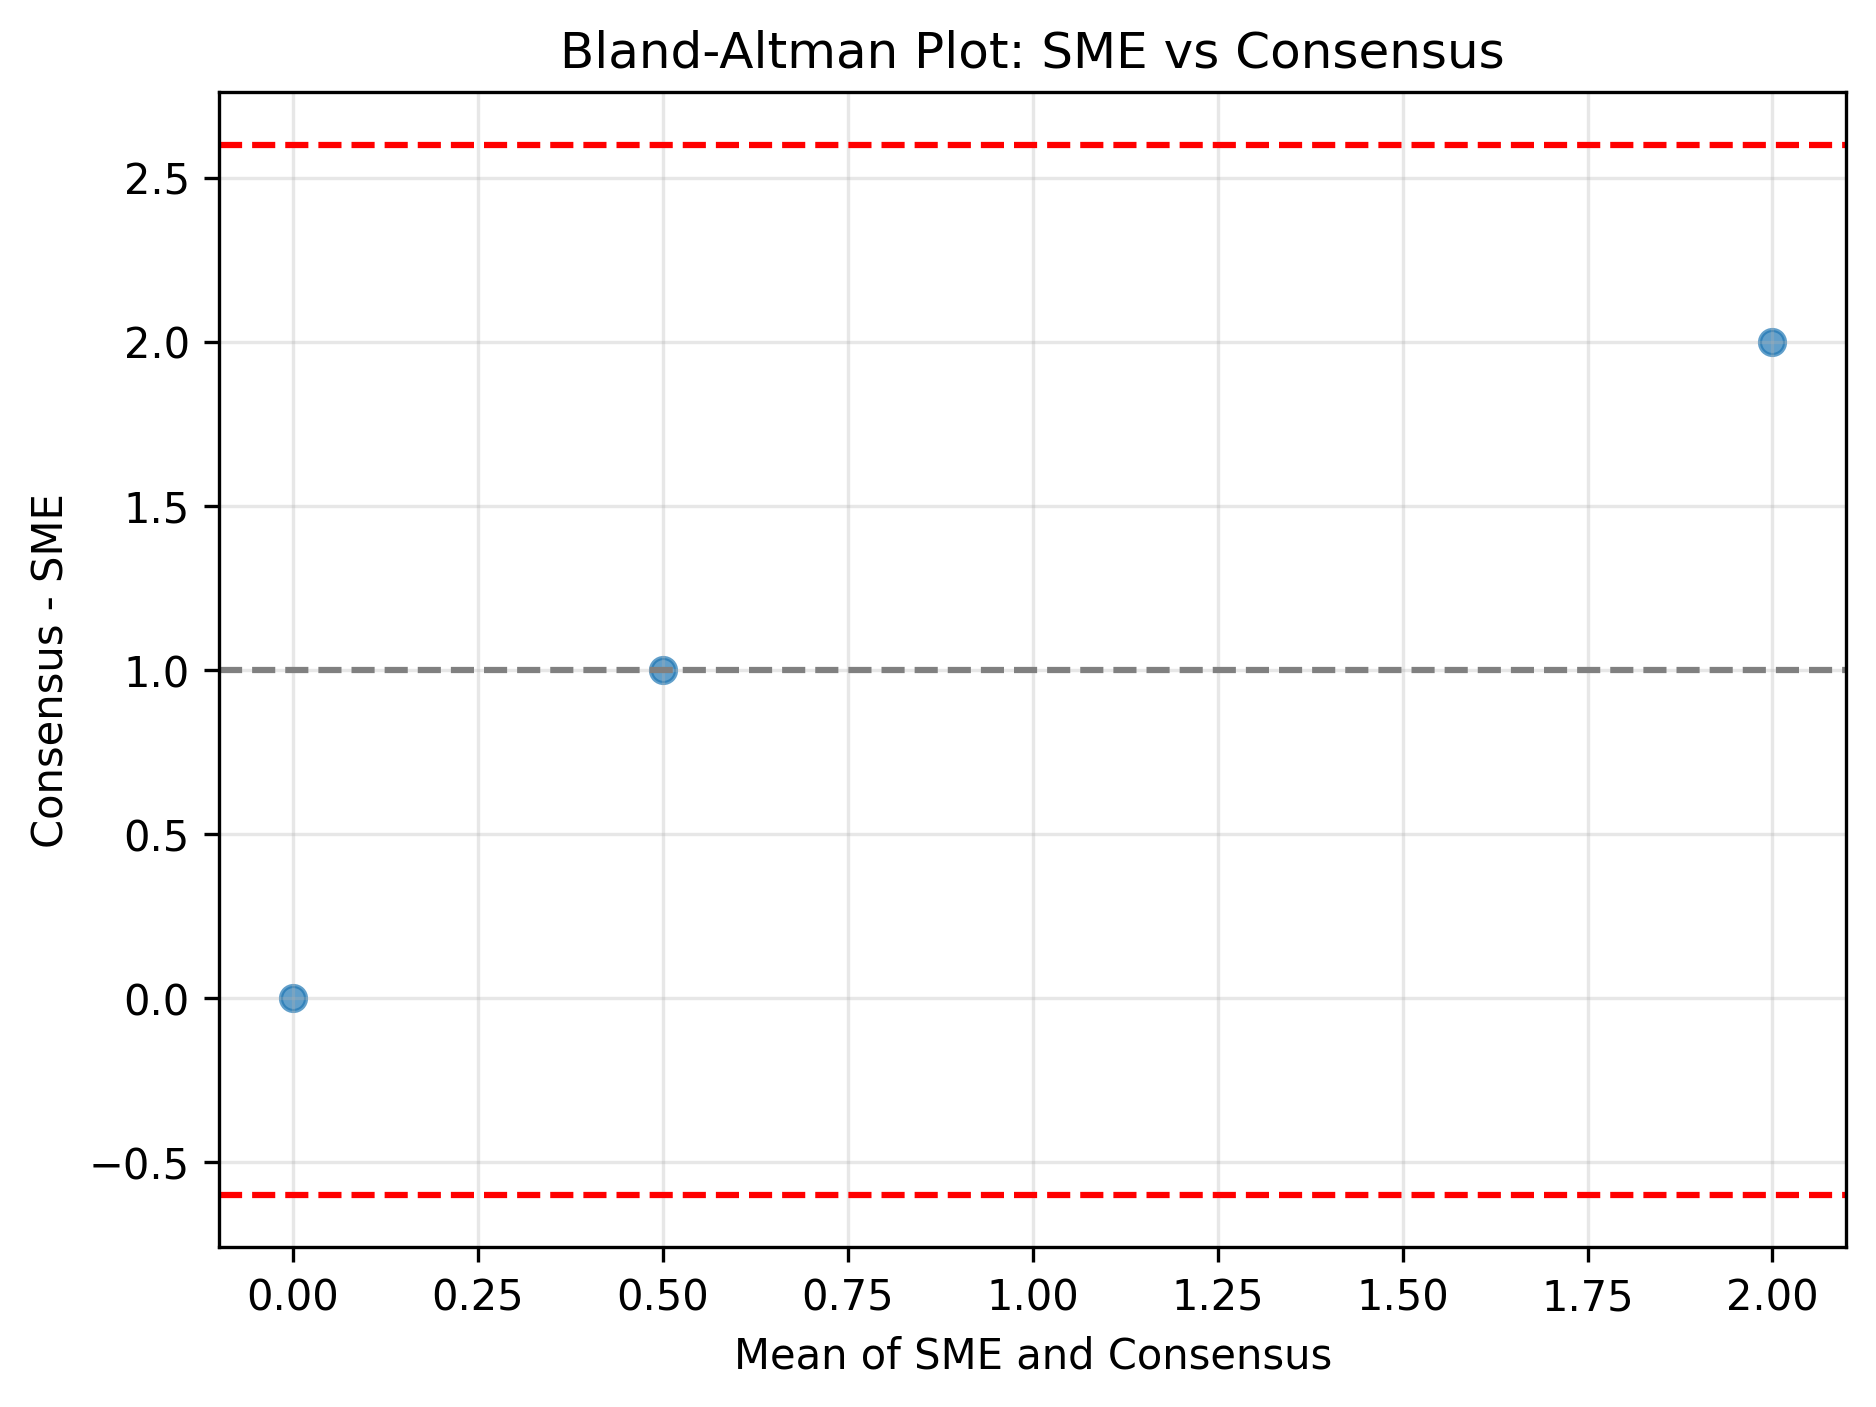 Bland-Altman Plot: SME vs Consensus
Consensus - SME
2.5
2.0
1.5
1.0
0.5
0.0
−0.5
0.00 0.25 0.50 0.75 1.00 1.25 1.50 1.75 2.00
Mean of SME and Consensus